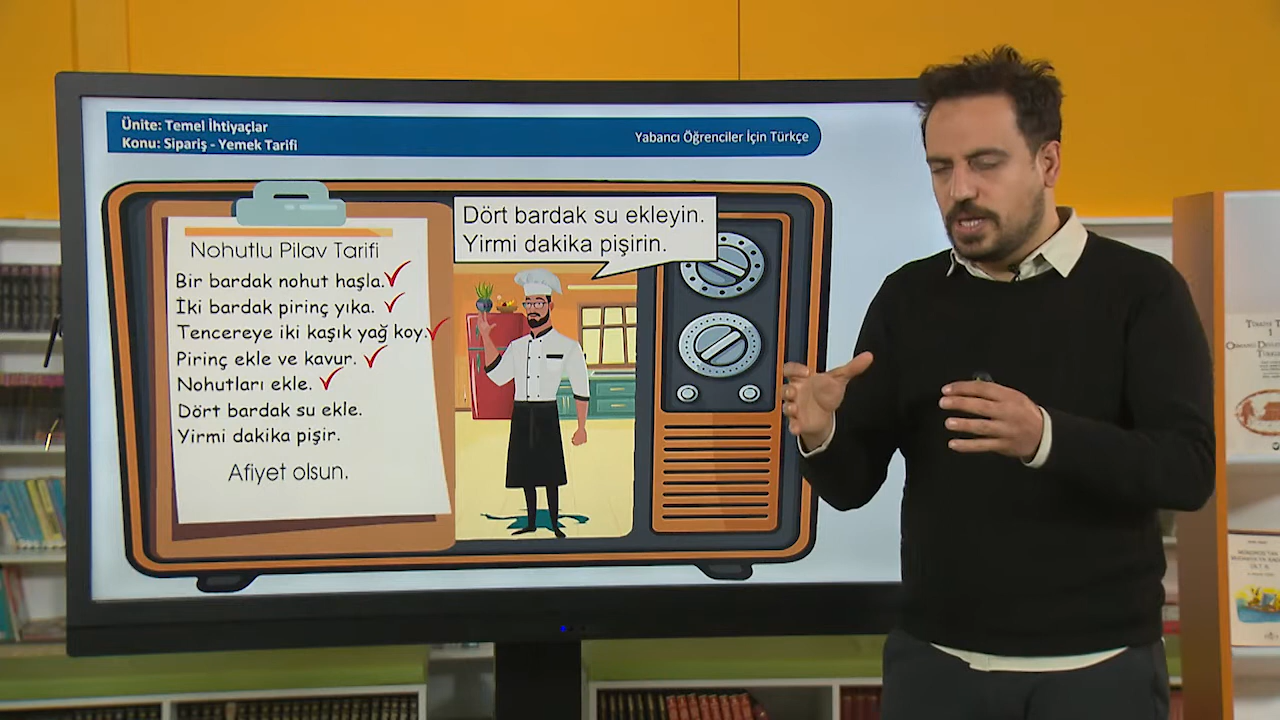 Ünite: Temel İhtiyaçlar
Konu: Sipariş - Yemek Tarifi
Yabancı Öğrenciler İçin Türkçe
Nohutlu Pilav Tarifi
Bir bardak nohut haşla.
İki bardak pirinç yıka.
Tencereye iki kaşık yağ koy.
Pirinç ekle ve kavur.
Nohutları ekle.
Dört bardak su ekle.
Yirmi dakika pişir.
Afiyet olsun.
Dört bardak su ekleyin.
Yirmi dakika pişirin.